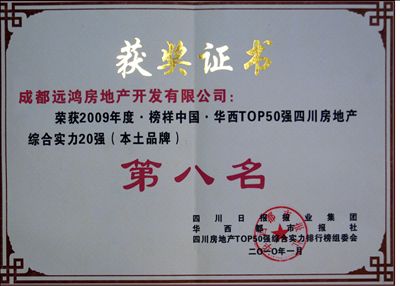 获奖证书
成都远鸿房地产开发有限公司：
荣获2009年度·榜样中国·华西TOP50强四川房地产
综合实力20强（本土品牌）
第八名
四川日报报业集团
华西都市报社
四川房地产TOP50强综合实力排行榜组委会
二〇一〇年一月